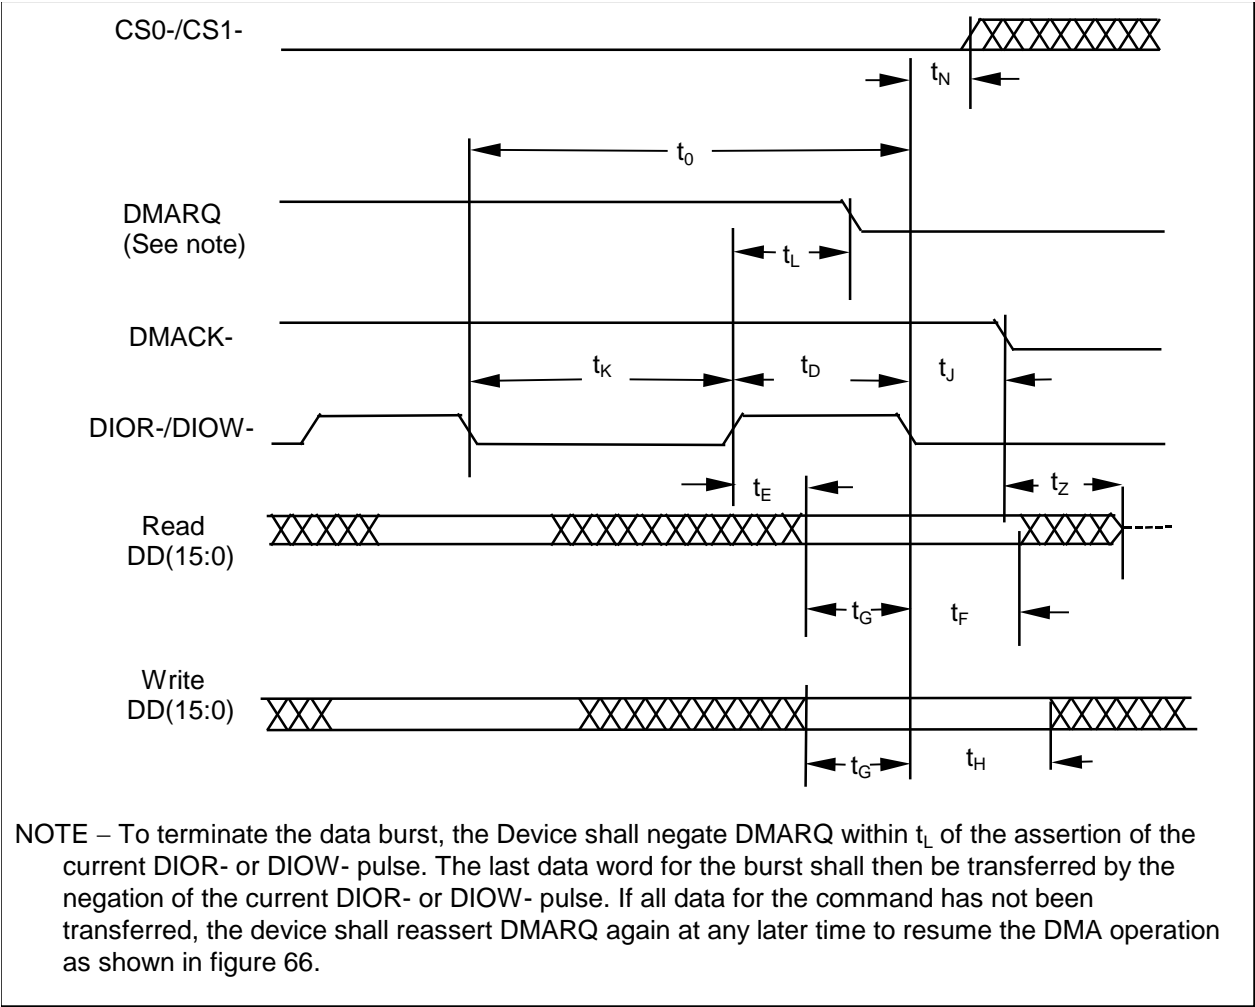 CS0-/CS1-
tN
t0
DMARQ
(See note)
tL
DMACK-
tK
tD
tJ
DIOR-/DIOW-
tE
tZ
Read
DD(15:0)
tG
tF
Write
DD(15:0)
tG
tH
NOTE – To terminate the data burst, the Device shall negate DMARQ within tL of the assertion of the
current DIOR- or DIOW- pulse. The last data word for the burst shall then be transferred by the
negation of the current DIOR- or DIOW- pulse. If all data for the command has not been
transferred, the device shall reassert DMARQ again at any later time to resume the DMA operation
as shown in figure 66.